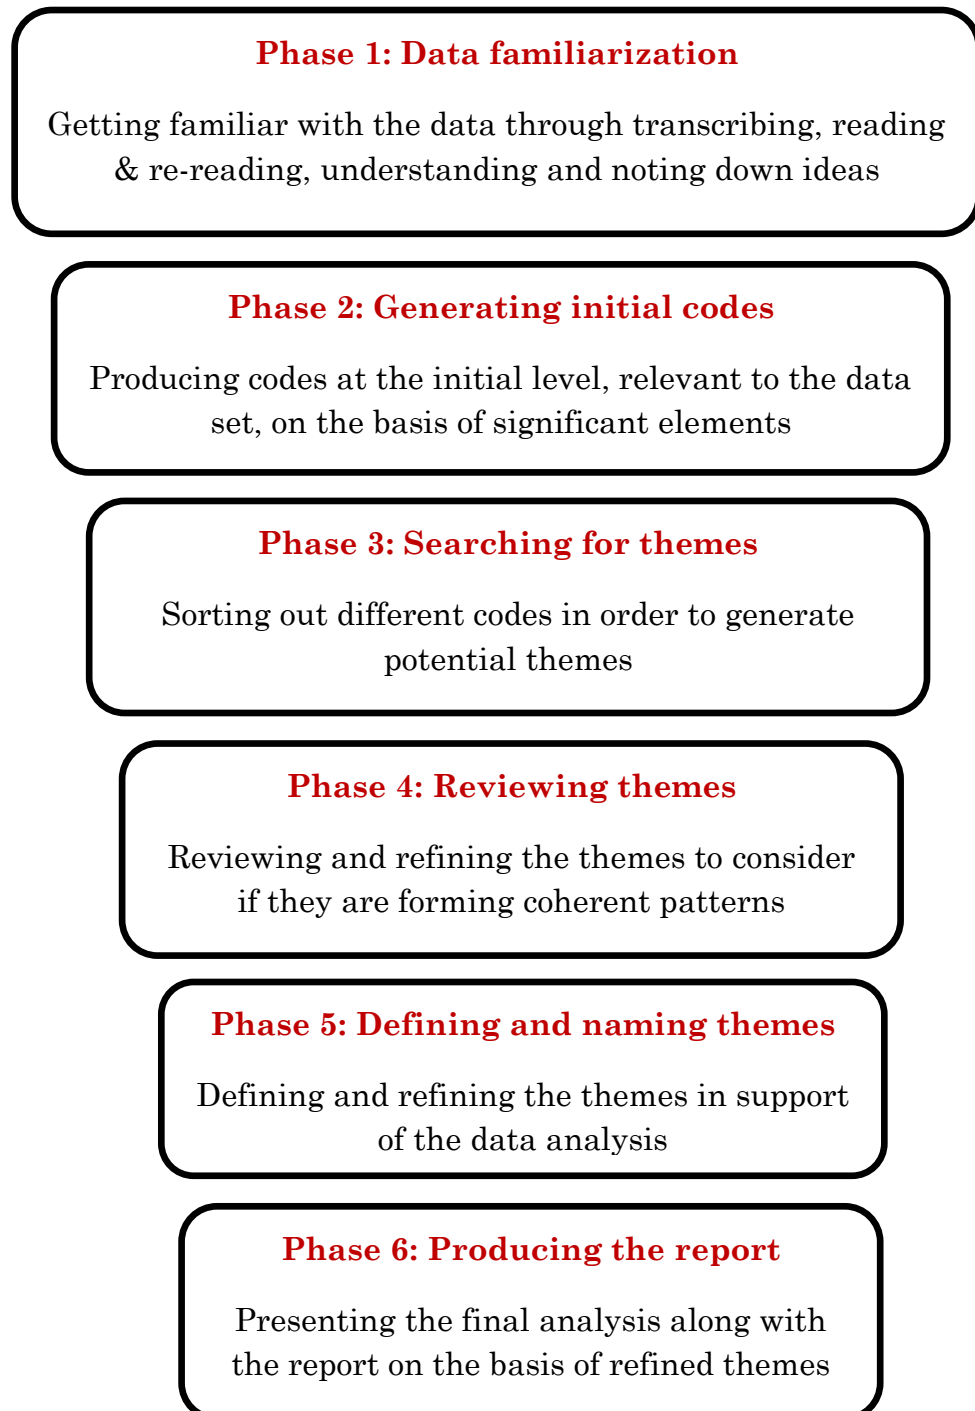 Phase 1: Data familiarization
Getting familiar with the data through transcribing, reading
& re-reading, understanding and noting down ideas
Phase 2: Generating initial codes
Producing codes at the initial level, relevant to the data
set, on the basis of significant elements
Phase 3: Searching for themes
Sorting out different codes in order to generate
potential themes
Phase 4: Reviewing themes
Reviewing and refining the themes to consider
if they are forming coherent patterns
Phase 5: Defining and naming themes
Defining and refining the themes in support
of the data analysis
Phase 6: Producing the report
Presenting the final analysis along with
the report on the basis of refined themes